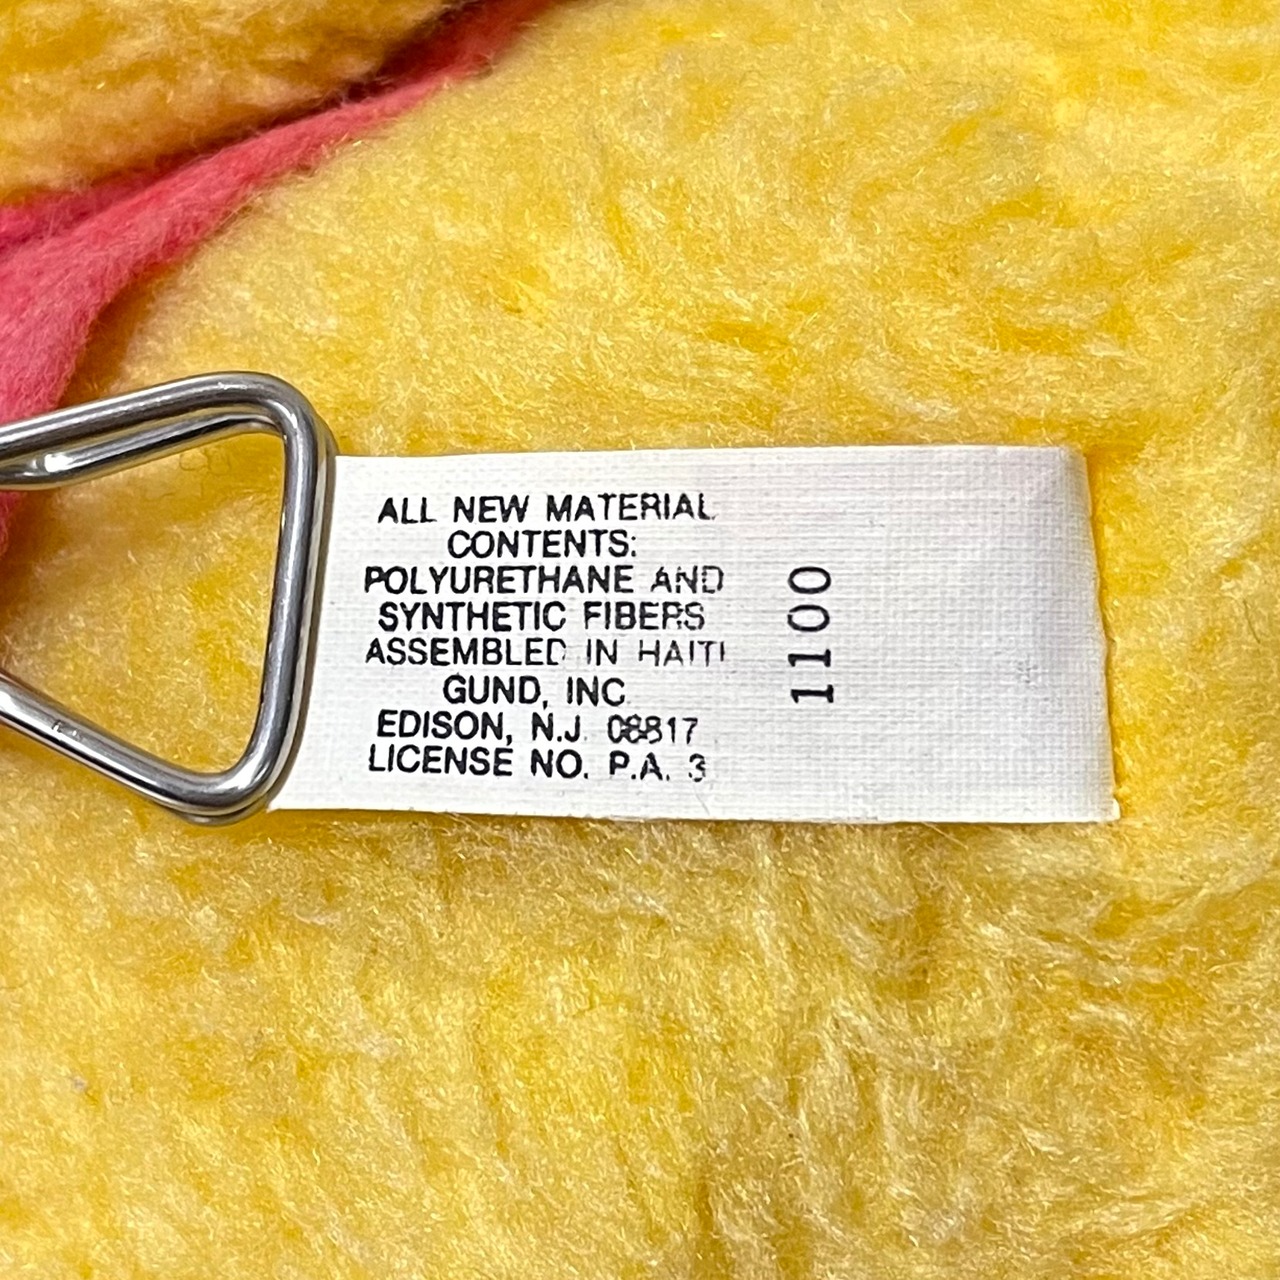 ALL NEW MATERIAL
CONTENTS:
POLYURETHANE AND
SYNTHETIC FIBERS
ASSEMBLED IN HAITI
GUND, INC
EDISON, N.J. 08817
LICENSE NO. P.A. 3
1100